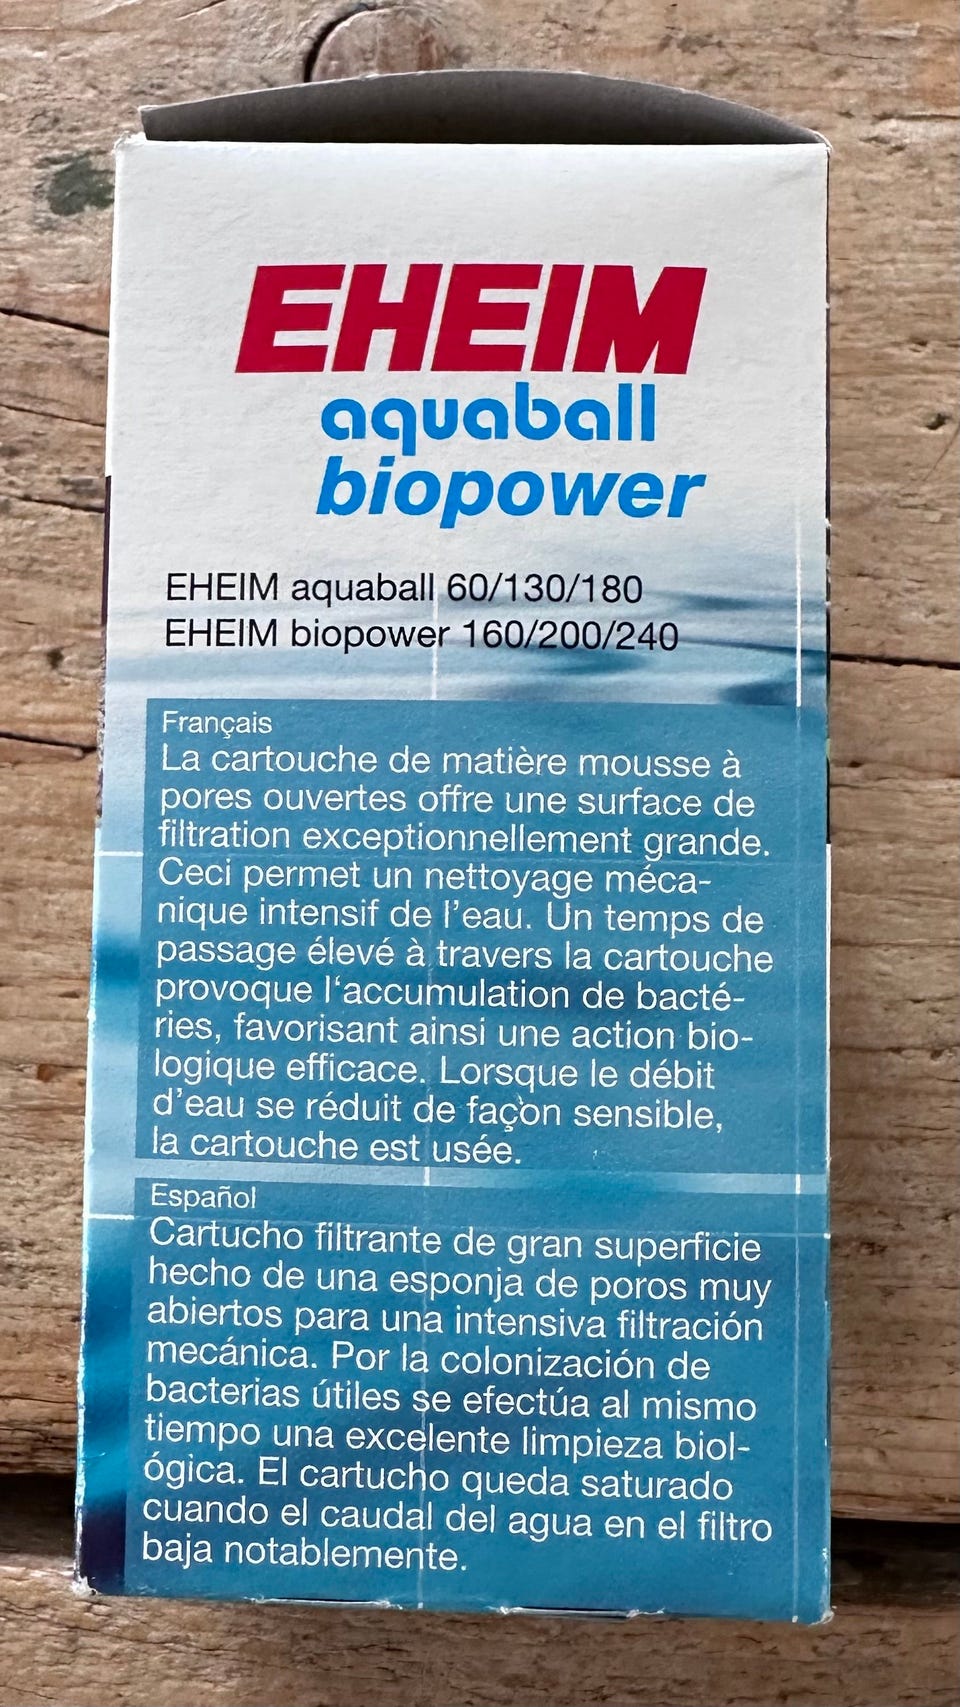 EHEIM
aquaball
biopower
EHEIM aquaball 60/130/180
EHEIM biopower 160/200/240
Français
La cartouche de matière mousse à
pores ouvertes offre une surface de
filtration exceptionnellement grande.
Ceci permet un nettoyage méca-
nique intensif de l'eau. Un temps de
passage élevé à travers la cartouche
provoque l‘accumulation de bacté-
ries, favorisant ainsi une action bio-
logique efficace. Lorsque le débit
d'eau se réduit de façon sensible,
la cartouche est usée.
Español
Cartucho filtrante de gran superficie
hecho de una esponja de poros muy
abiertos para una intensiva filtración
mecánica. Por la colonización de
bacterias útiles se efectúa al mismo
tiempo una excelente limpieza biol-
ógica. El cartucho queda saturado
cuando el caudal del agua en el filtro
baja notablemente.